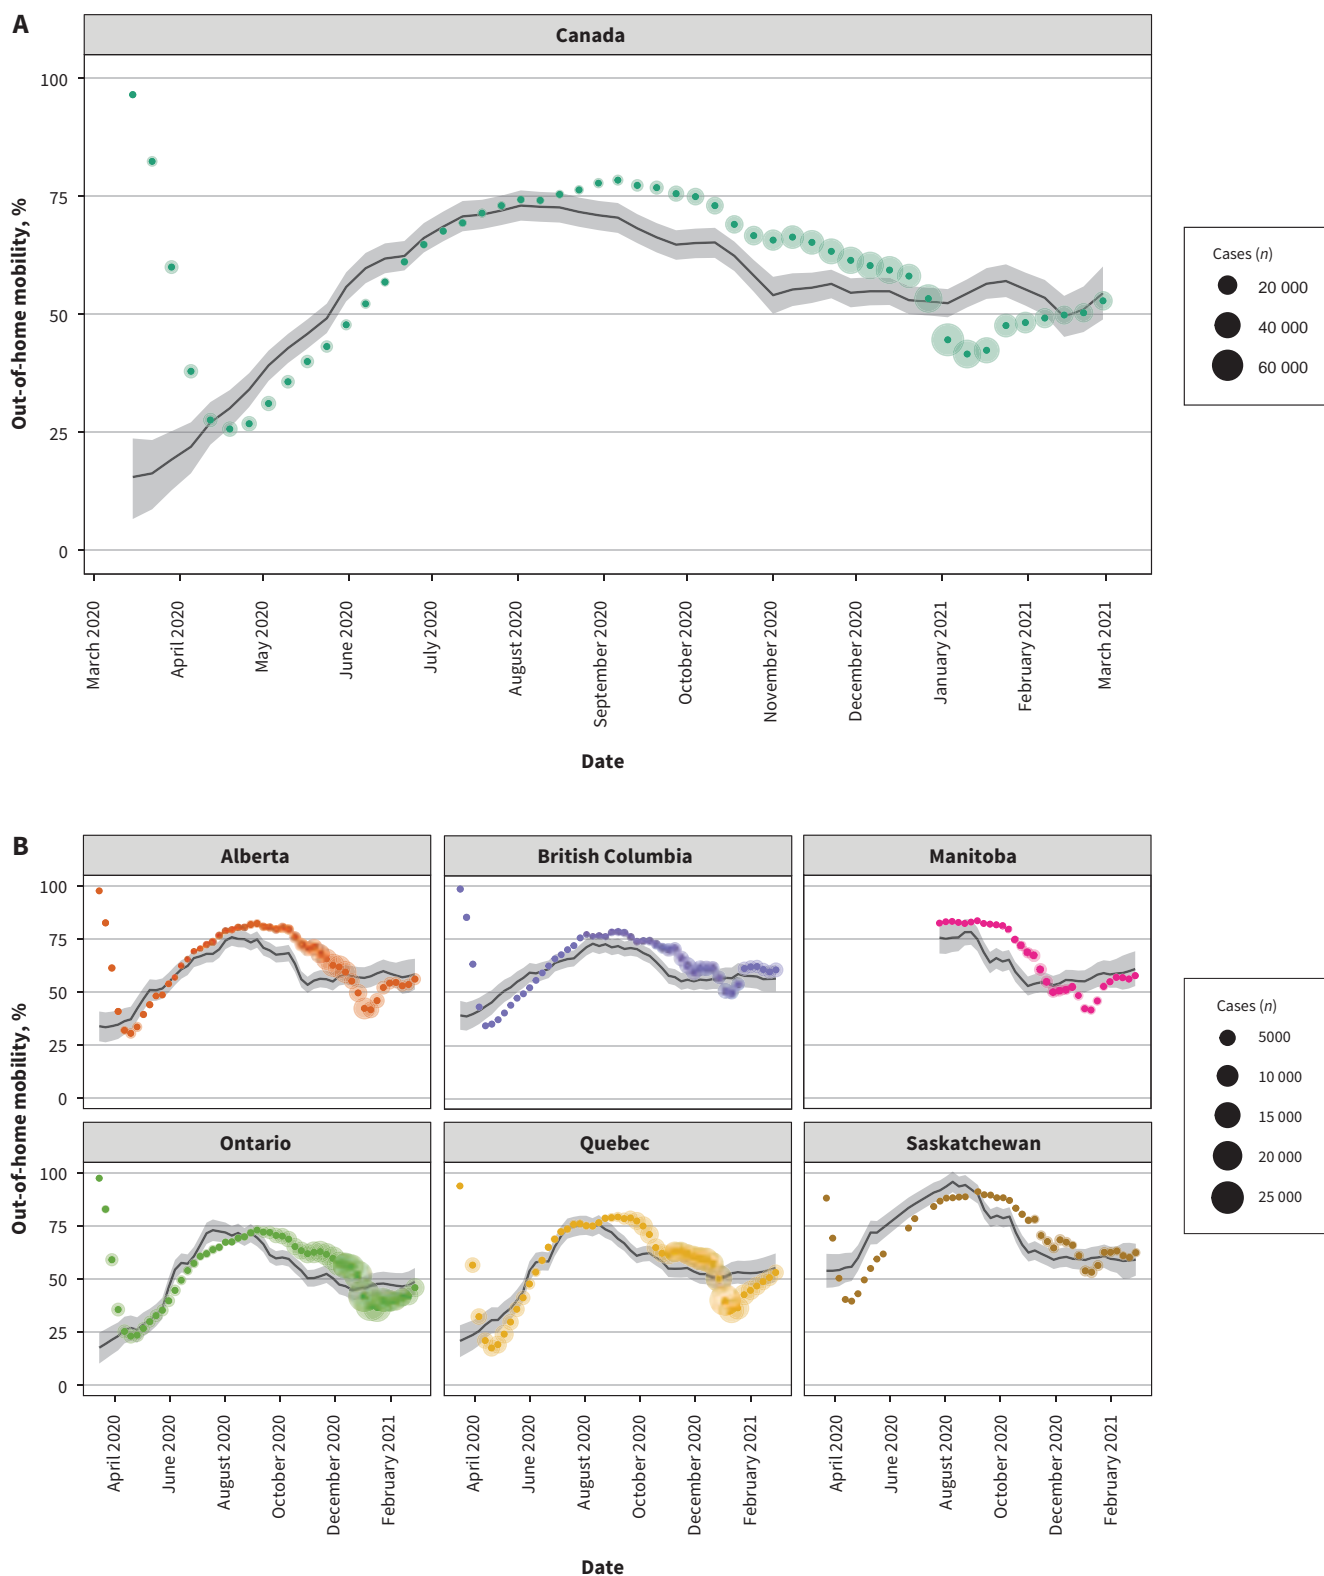 A
Canada
Out-of-home mobility, %
100
75
50
25
0
March 2020
April 2020
May 2020
June 2020
July 2020
August 2020
September 2020
October 2020
November 2020
December 2020
January 2021
February 2021
March 2021
Date
Cases (n)
20 000
40 000
60 000
B
Alberta
British Columbia
Manitoba
Out-of-home mobility, %
100
75
50
25
0
Ontario
Quebec
Saskatchewan
100
75
50
25
0
April 2020
June 2020
August 2020
October 2020
December 2020
February 2021
April 2020
June 2020
August 2020
October 2020
December 2020
February 2021
April 2020
June 2020
August 2020
October 2020
December 2020
February 2021
Date
Cases (n)
5000
10 000
15 000
20 000
25 000